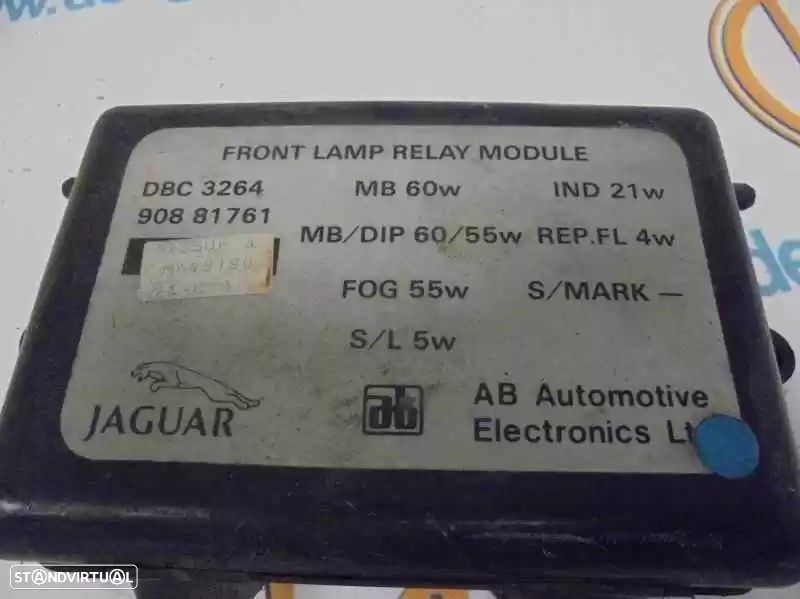 FRONT LAMP RELAY MODULE
DBC 3264 MB 60w IND 21w
908 81761
MB/DIP 60/55w REP.FL 4w
FOG 55w S/MARK —
S/L 5w
JAGUAR
ab
AB Automotive
Electronics
STANDVIRTUAL